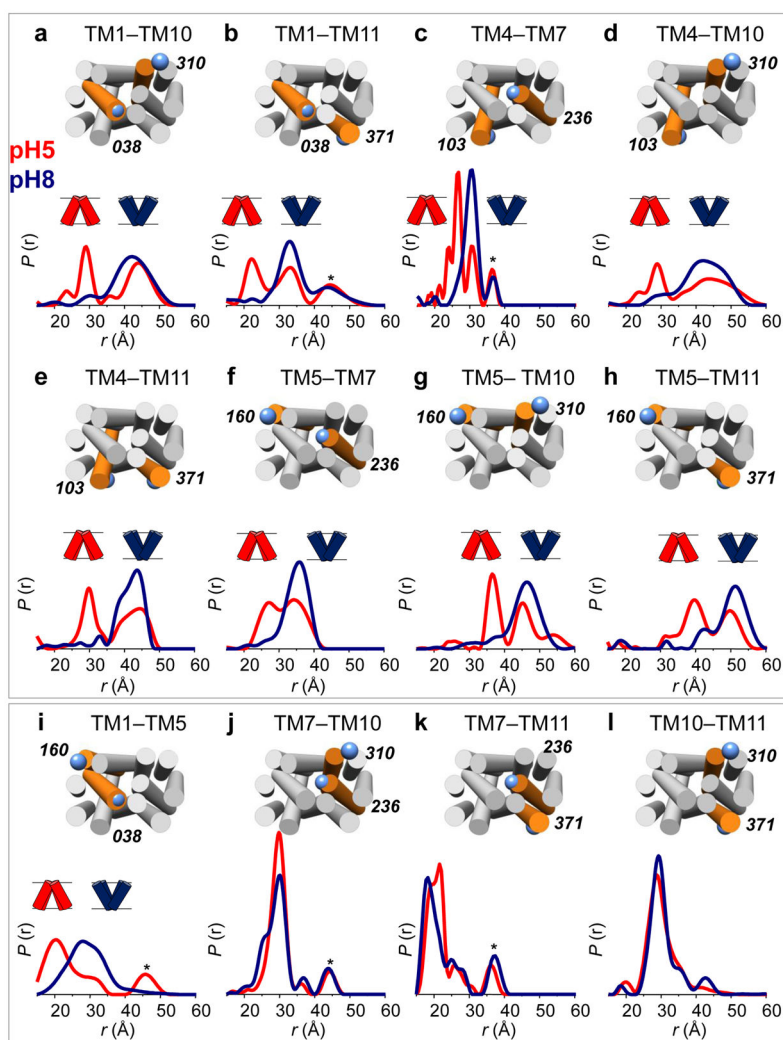 a TM1–TM10
310
038
b TM1–TM11
371
038
c TM4–TM7
236
103
d TM4–TM10
310
103
pH5
pH8
P (r)
*
*
20 30 40 50 60
r (Å)
20 30 40 50 60
r (Å)
20 30 40 50 60
r (Å)
20 30 40 50 60
r (Å)
e TM4–TM11
103
371
f TM5–TM7
160
236
g TM5– TM10
160
310
h TM5–TM11
160
371
P (r)
20 30 40 50 60
r (Å)
20 30 40 50 60
r (Å)
20 30 40 50 60
r (Å)
20 30 40 50 60
r (Å)
i TM1–TM5
160
038
j TM7–TM10
310
236
k TM7–TM11
236
371
l TM10–TM11
310
371
P (r)
*
*
*
20 30 40 50 60
r (Å)
20 30 40 50 60
r (Å)
20 30 40 50 60
r (Å)
20 30 40 50 60
r (Å)